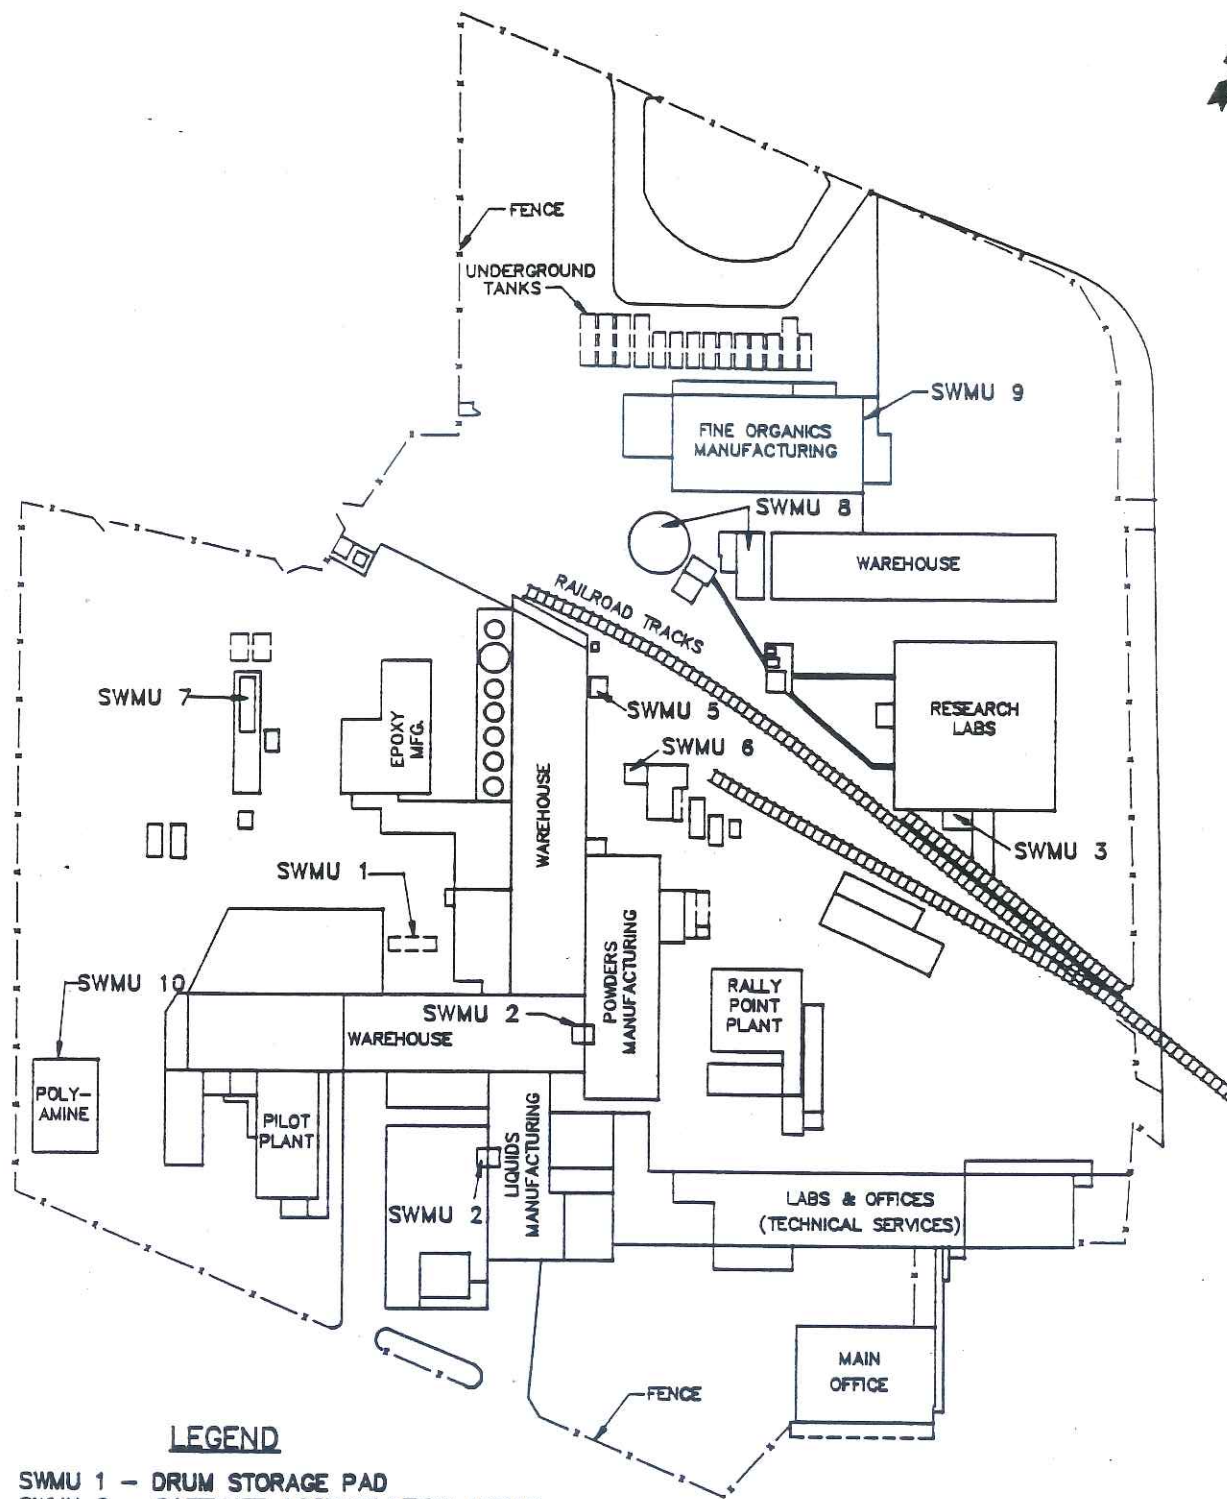 FENCE
UNDERGROUND
TANKS
SWMU 9
FINE ORGANICS
MANUFACTURING
SWMU 8
WAREHOUSE
RAILROAD TRACKS
SWMU 7
EPOXY
MFG.
SWMU 5
RESEARCH
LABS
SWMU 6
WAREHOUSE
SWMU 3
SWMU 1
POWDERS
MANUFACTURING
RALLY
POINT
PLANT
SWMU 10
SWMU 2
WAREHOUSE
POLY-
AMINE
PILOT
PLANT
LIQUIDS
MANUFACTURING
SWMU 2
LABS & OFFICES
(TECHNICAL SERVICES)
MAIN
OFFICE
FENCE
LEGEND
SWMU 1 - DRUM STORAGE PAD